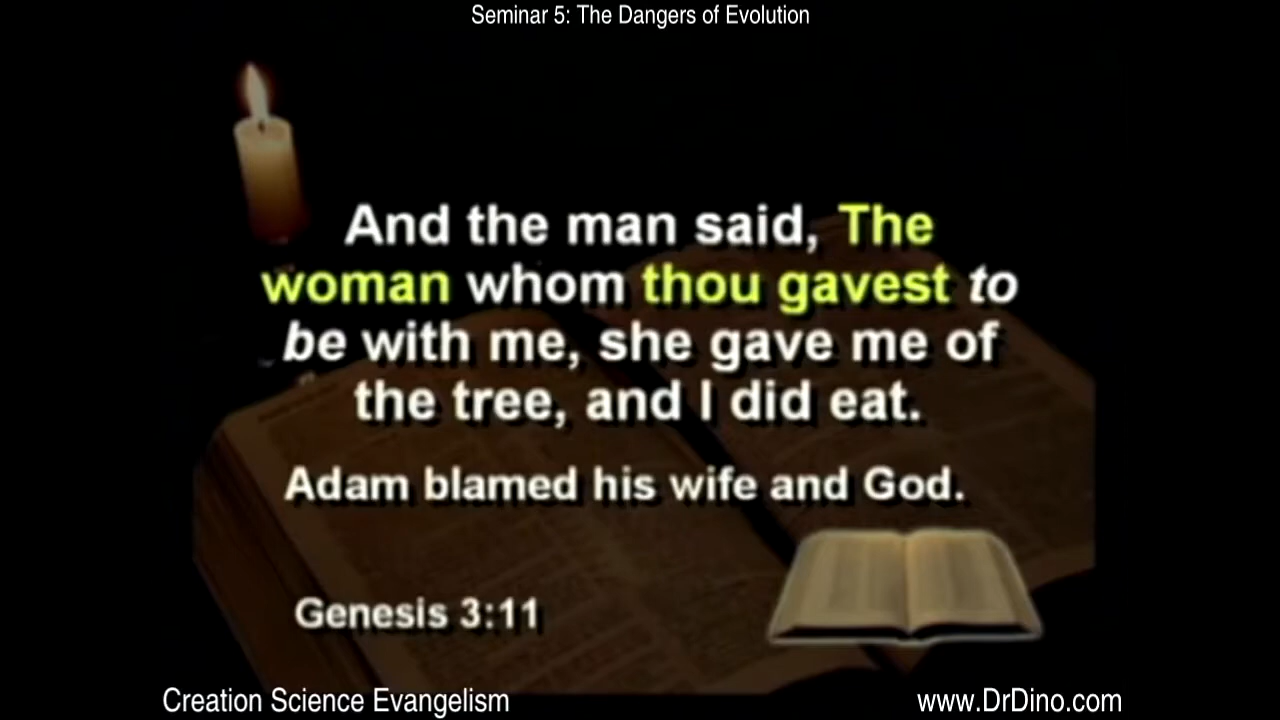 Seminar 5: The Dangers of Evolution
And the man said, The
woman whom thou gavest to
be with me, she gave me of
the tree, and I did eat.
Adam blamed his wife and God.
Genesis 3:11
Creation Science Evangelism
www.DrDino.com